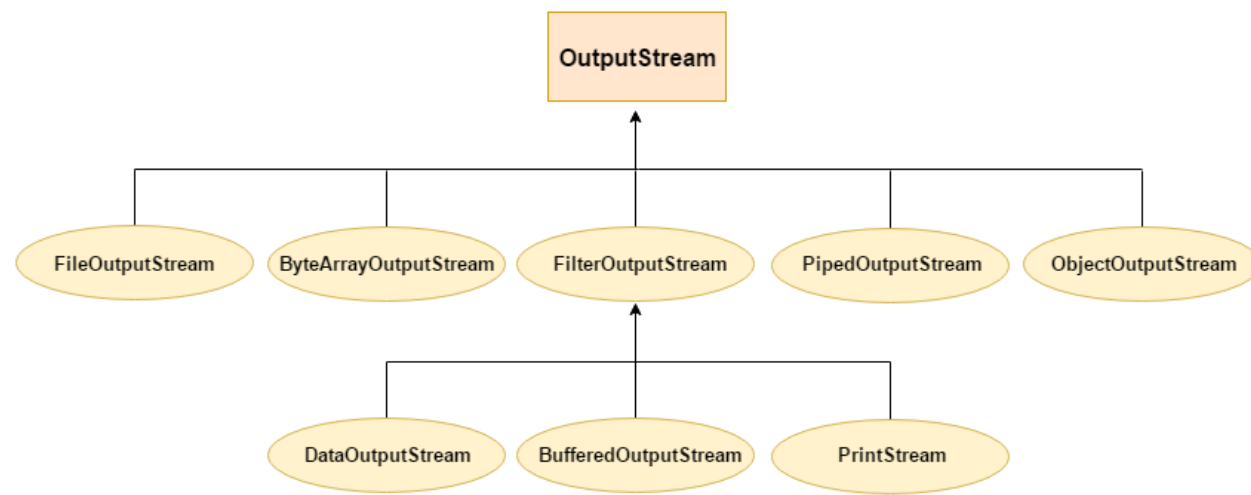 OutputStream
FileOutputStream
ByteArrayOutputStream
FilterOutputStream
PipedOutputStream
ObjectOutputStream
DataOutputStream
BufferedOutputStream
PrintStream